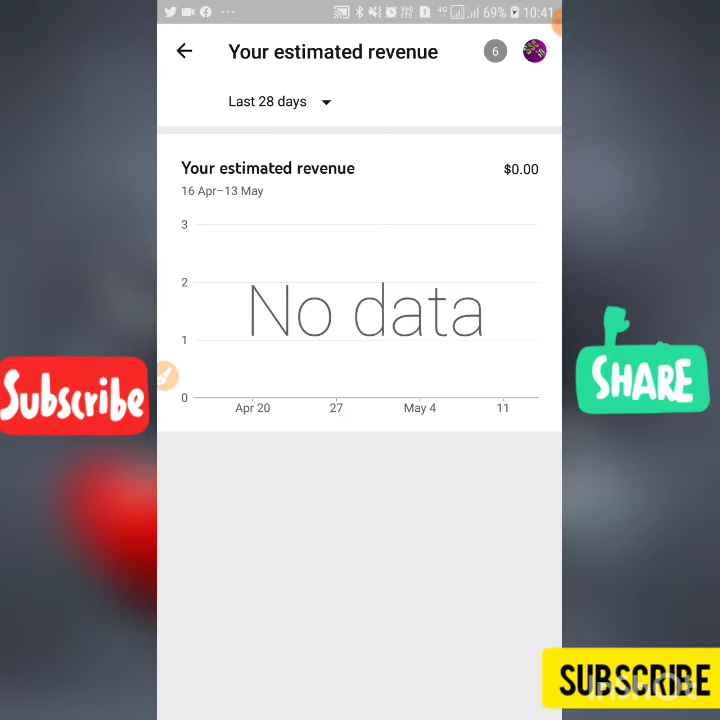 69% 10:41
Your estimated revenue
6
Last 28 days
Your estimated revenue
$0.00
16 Apr–13 May
3
2
1
0
No data
Apr 20 27 May 4 11
Subscribe
SHARE
SUBSCRIBE
InShOt